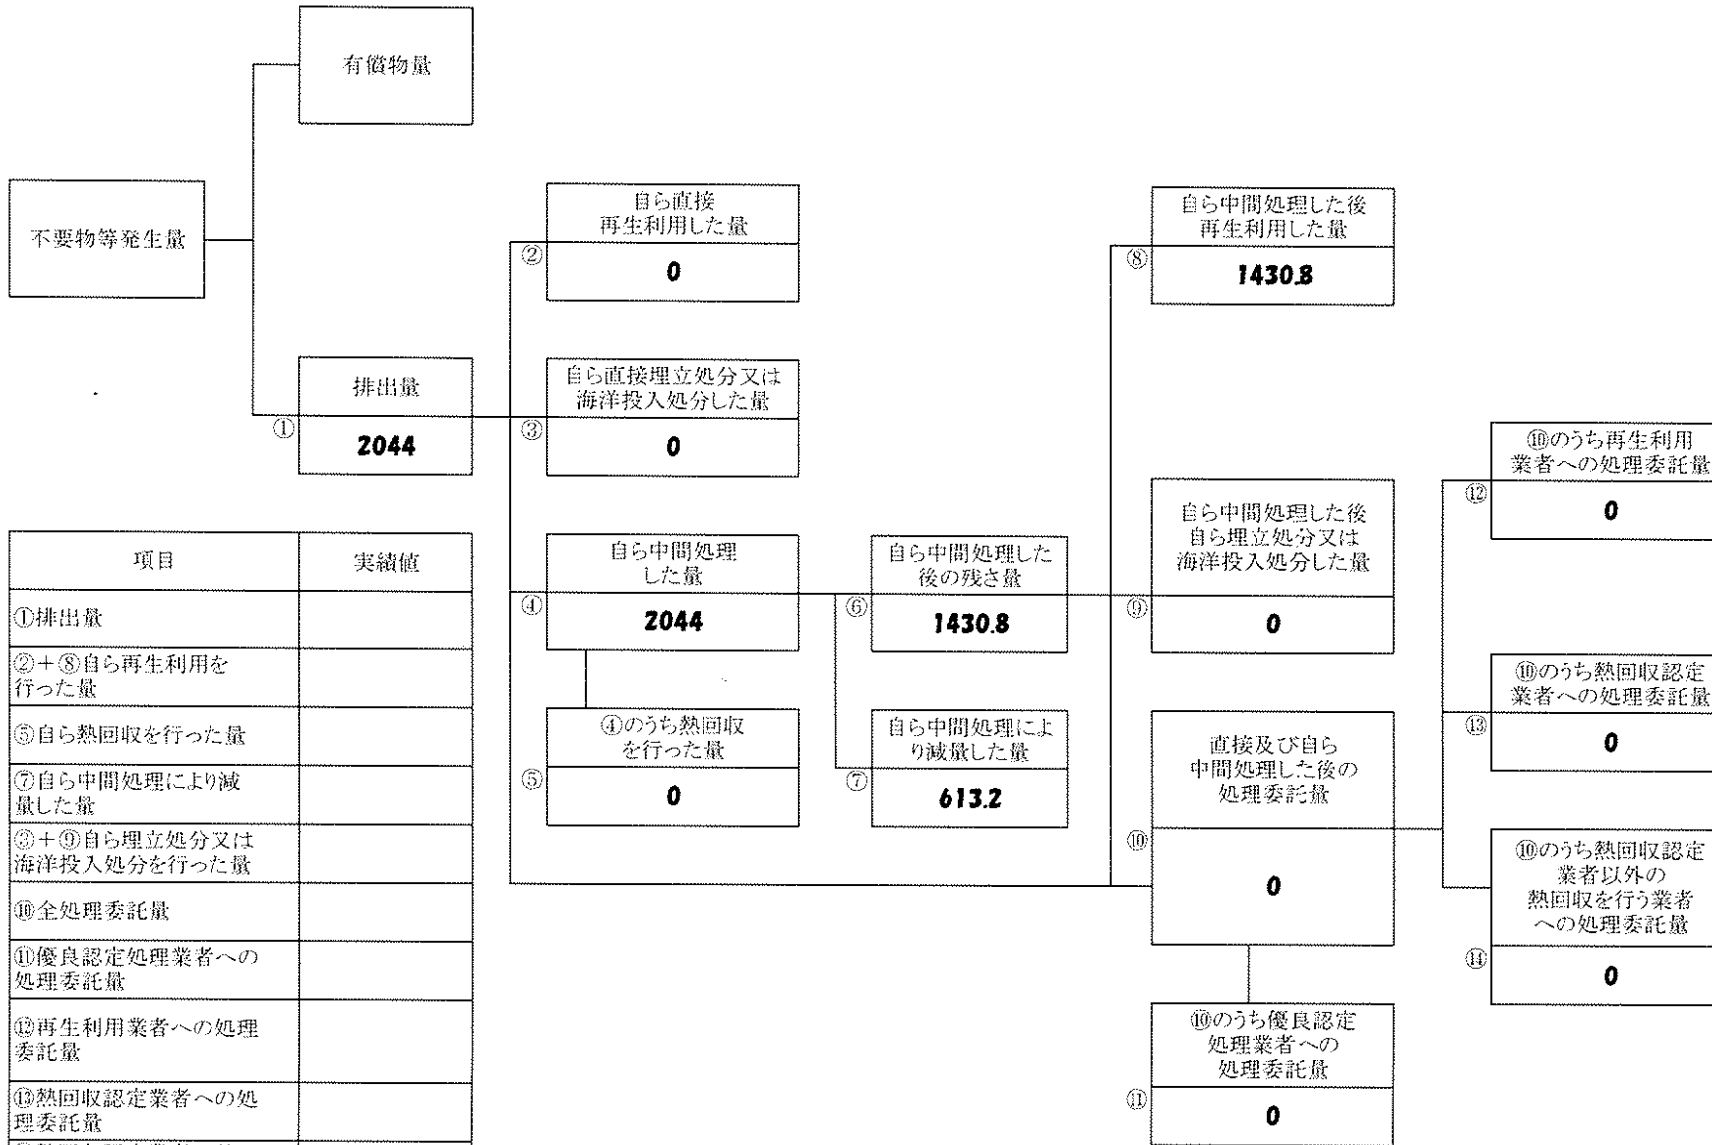 有償物量
不要物等発生量
排出量
①
2044
自ら直接
再生利用した量
②
0
自ら直接埋立処分又は
海洋投入処分した量
③
0
自ら中間処理
した量
④
2044
④のうち熱回収
を行った量
⑤
0
自ら中間処理した
後の残さ量
⑥
1430.8
自ら中間処理によ
り減量した量
⑦
613.2
自ら中間処理した後
再生利用した量
⑧
1430.8
自ら中間処理した後
自ら埋立処分又は
海洋投入処分した量
⑨
0
直接及び自ら
中間処理した後の
処理委託量
⑩
0
⑩のうち優良認定
処理業者への
処理委託量
⑪
0
⑩のうち再生利用
業者への処理委託量
⑫
0
⑩のうち熱回収認定
業者への処理委託量
⑬
0
⑩のうち熱回収認定
業者以外の
熱回収を行う業者
への処理委託量
⑭
0
項目 実績値
①排出量
②+⑧自ら再生利用を
行った量
⑤自ら熱回収を行った量
⑦自ら中間処理により減
量した量
③+⑨自ら埋立処分又は
海洋投入処分を行った量
⑩全処理委託量
⑪優良認定処理業者への
処理委託量
⑫再生利用業者への処理
委託量
⑬熱回収認定業者への処
理委託量